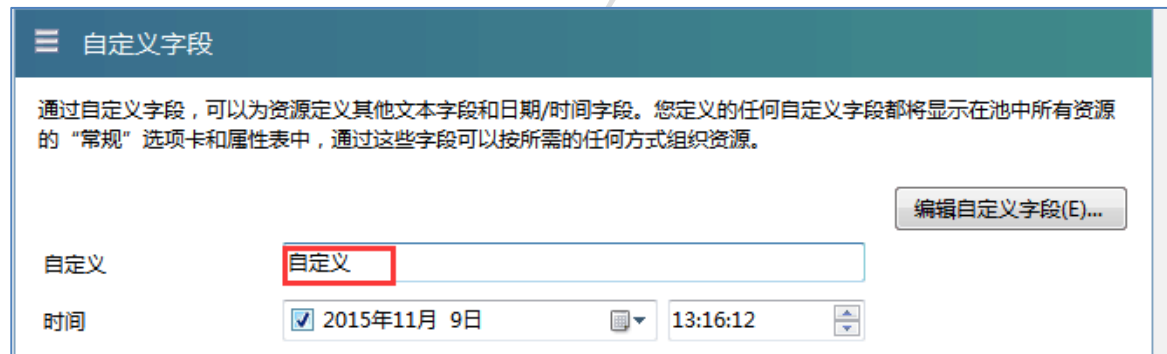 自定义字段
通过自定义字段，可以为资源定义其他文本字段和日期/时间字段。您定义的任何自定义字段都将显示在池中所有资源
的“常规”选项卡和属性表中，通过这些字段可以按所需的任何方式组织资源。
编辑自定义字段(E)...
自定义 自定义
时间 2015年11月 9日 13:16:12